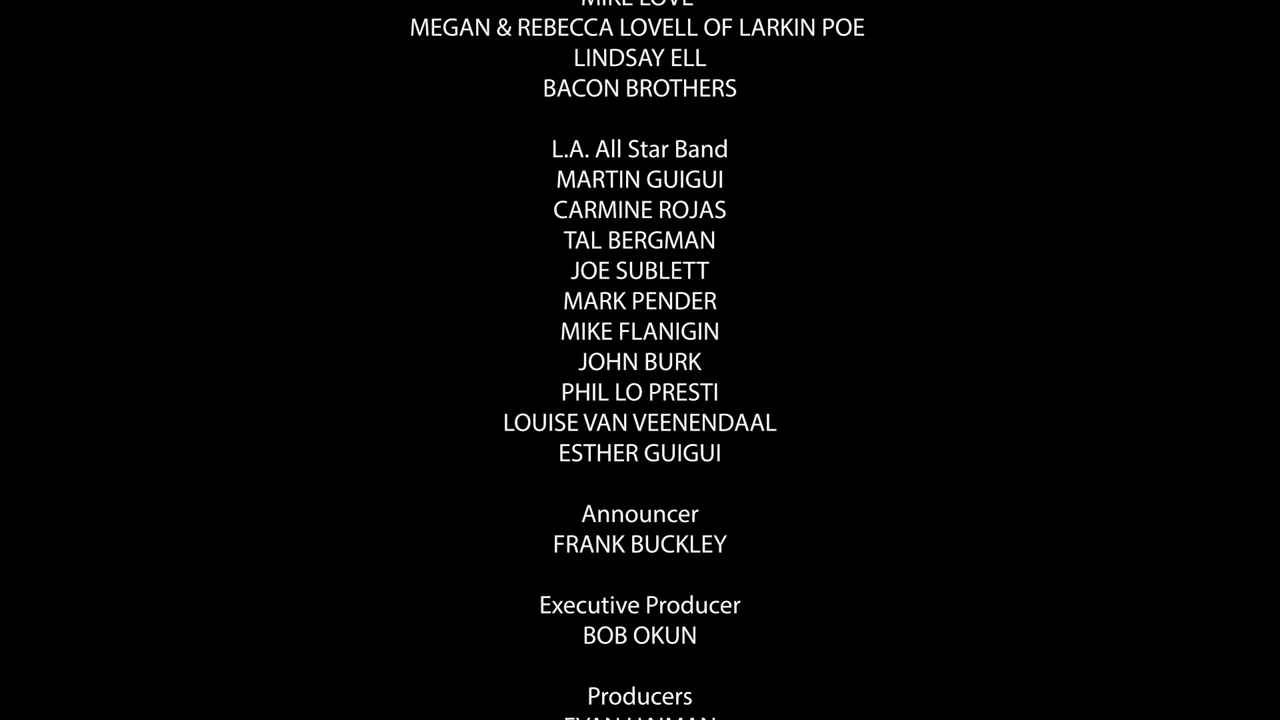 MIKE LOVE
MEGAN & REBECCA LOVELL OF LARKIN POE
LINDSAY ELL
BACON BROTHERS
L.A. All Star Band
MARTIN GUIGUI
CARMINE ROJAS
TAL BERGMAN
JOE SUBLETT
MARK PENDER
MIKE FLANIGIN
JOHN BURK
PHIL LO PRESTI
LOUISE VAN VEENENDAAL
ESTHER GUIGUI
Announcer
FRANK BUCKLEY
Executive Producer
BOB OKUN
Producers